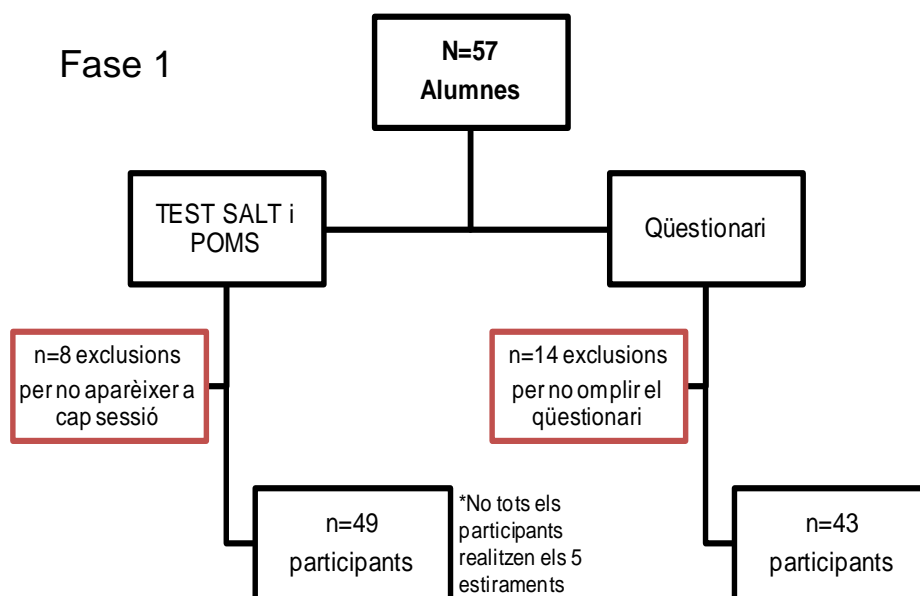 Fase 1
N=57
Alumnes
TEST SALT i
POMS
Qüestionari
n=8 exclusions
per no aparèixer a
cap sessió
n=14 exclusions
per no omplir el
qüestionari
n=49
participants
*No tots els
participants
realitzen els 5
estiraments
n=43
participants